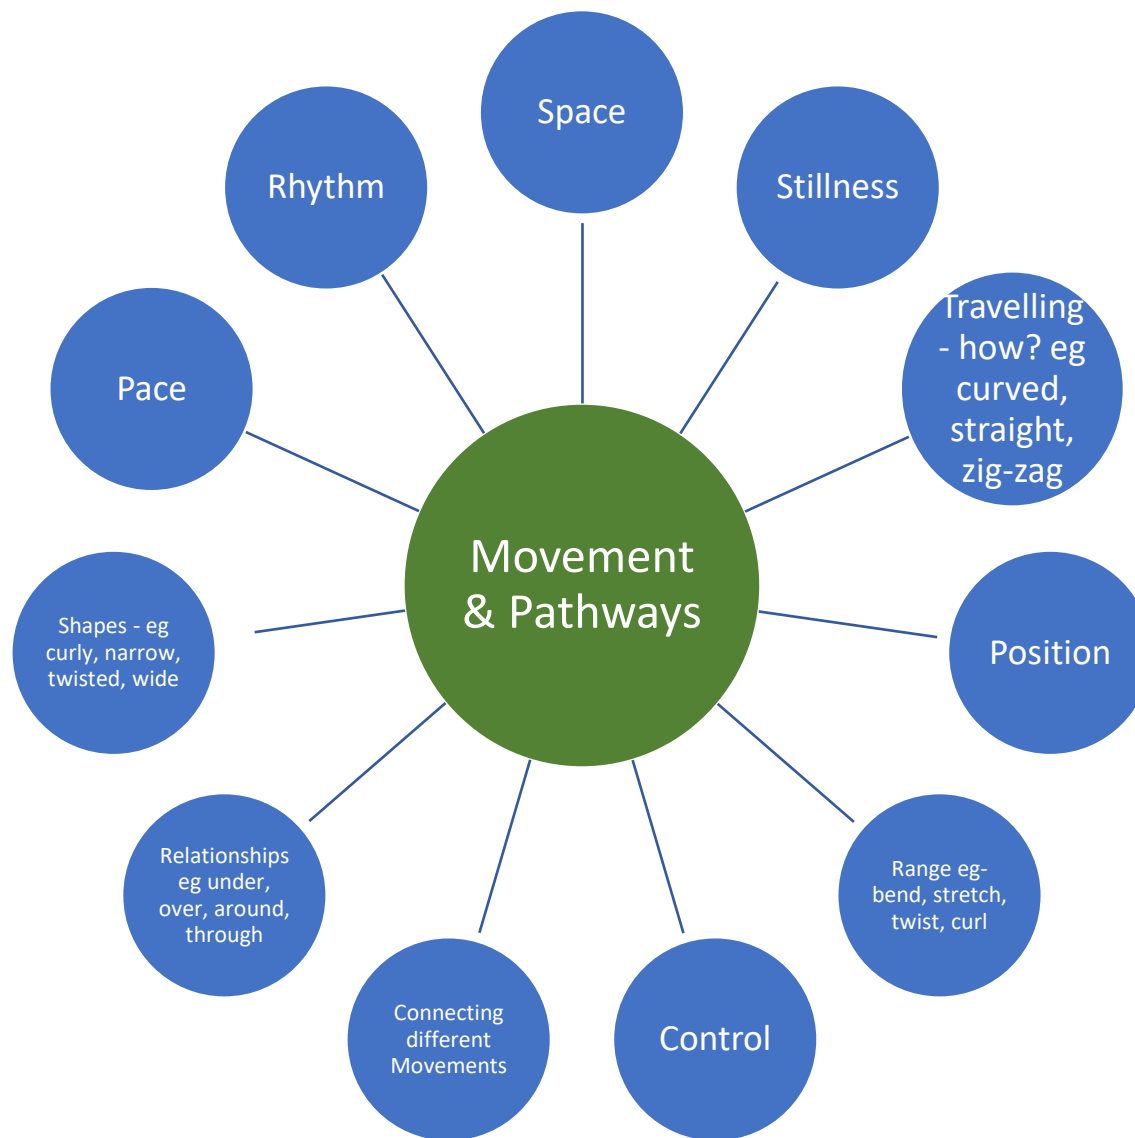 Space
Rhythm
Stillness
Travelling
- how? eg
curved,
straight,
zig-zag
Pace
Movement
& Pathways
Shapes - eg
curly, narrow,
twisted, wide
Position
Relationships
eg under,
over, around,
through
Range eg-
bend, stretch,
twist, curl
Connecting
different
Movements
Control